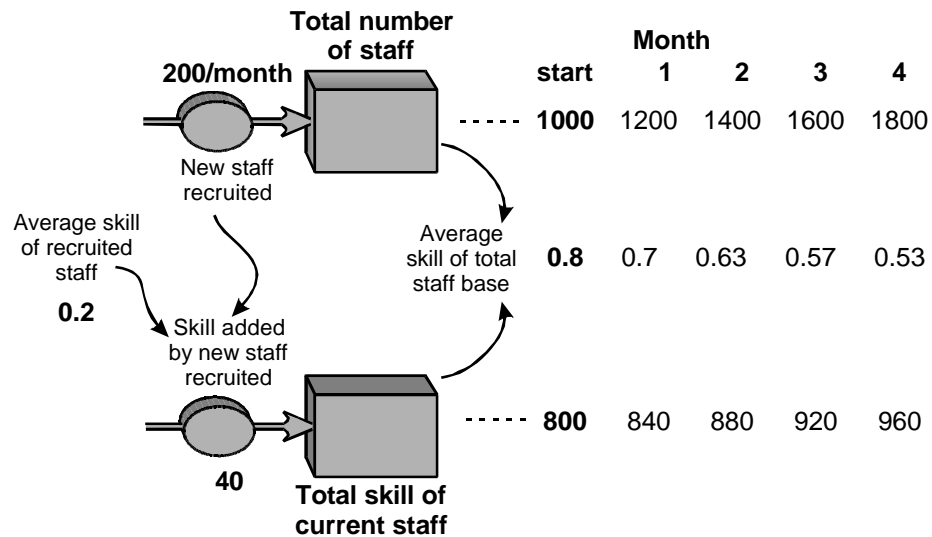 Total number
of staff
Month
200/month
start 1 2 3 4
1000 1200 1400 1600 1800
New staff
recruited
Average skill
of recruited
staff
0.2
Average
skill of total
staff base
0.8 0.7 0.63 0.57 0.53
Skill added
by new staff
recruited
800 840 880 920 960
40
Total skill of
current staff